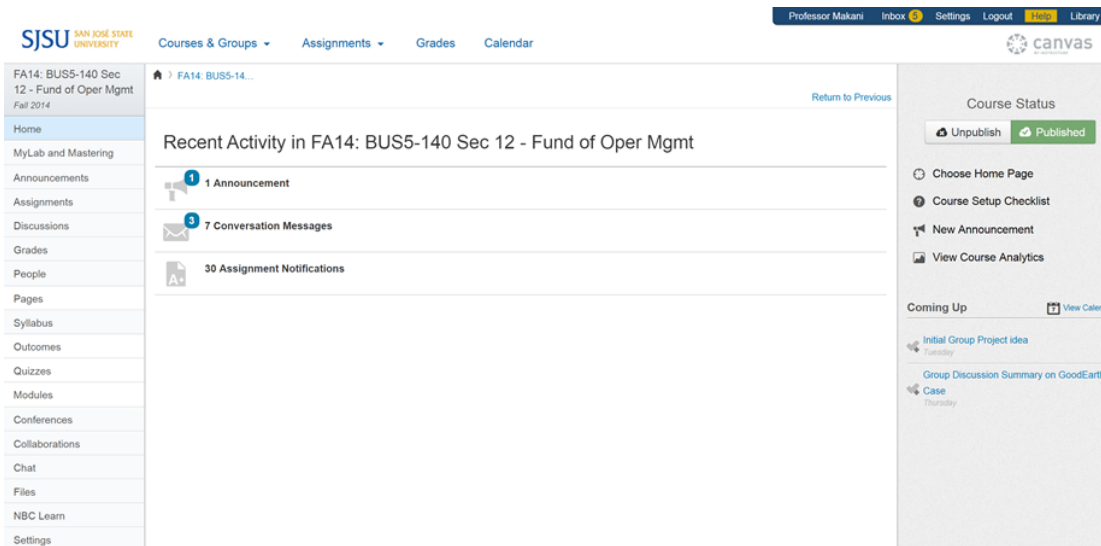 Professor Makani Inbox 5 Settings Logout Help Library
SJSU SAN JOSÉ STATE
UNIVERSITY
Courses & Groups Assignments Grades Calendar
canvas
FA14: BUS5-140 Sec
12 - Fund of Oper Mgmt
Fall 2014
Home
MyLab and Mastering
Announcements
Assignments
Discussions
Grades
People
Pages
Syllabus
Outcomes
Quizzes
Modules
Conferences
Collaborations
Chat
Files
NBC Learn
Settings
FA14: BUS5-14...
Return to Previous
Recent Activity in FA14: BUS5-140 Sec 12 - Fund of Oper Mgmt
1 1 Announcement
3 7 Conversation Messages
A+ 30 Assignment Notifications
Course Status
Unpublish Published
Choose Home Page
Course Setup Checklist
New Announcement
View Course Analytics
Coming Up View Calen
Initial Group Project idea
Tuesday
Group Discussion Summary on GoodEarth
Case
Thursday